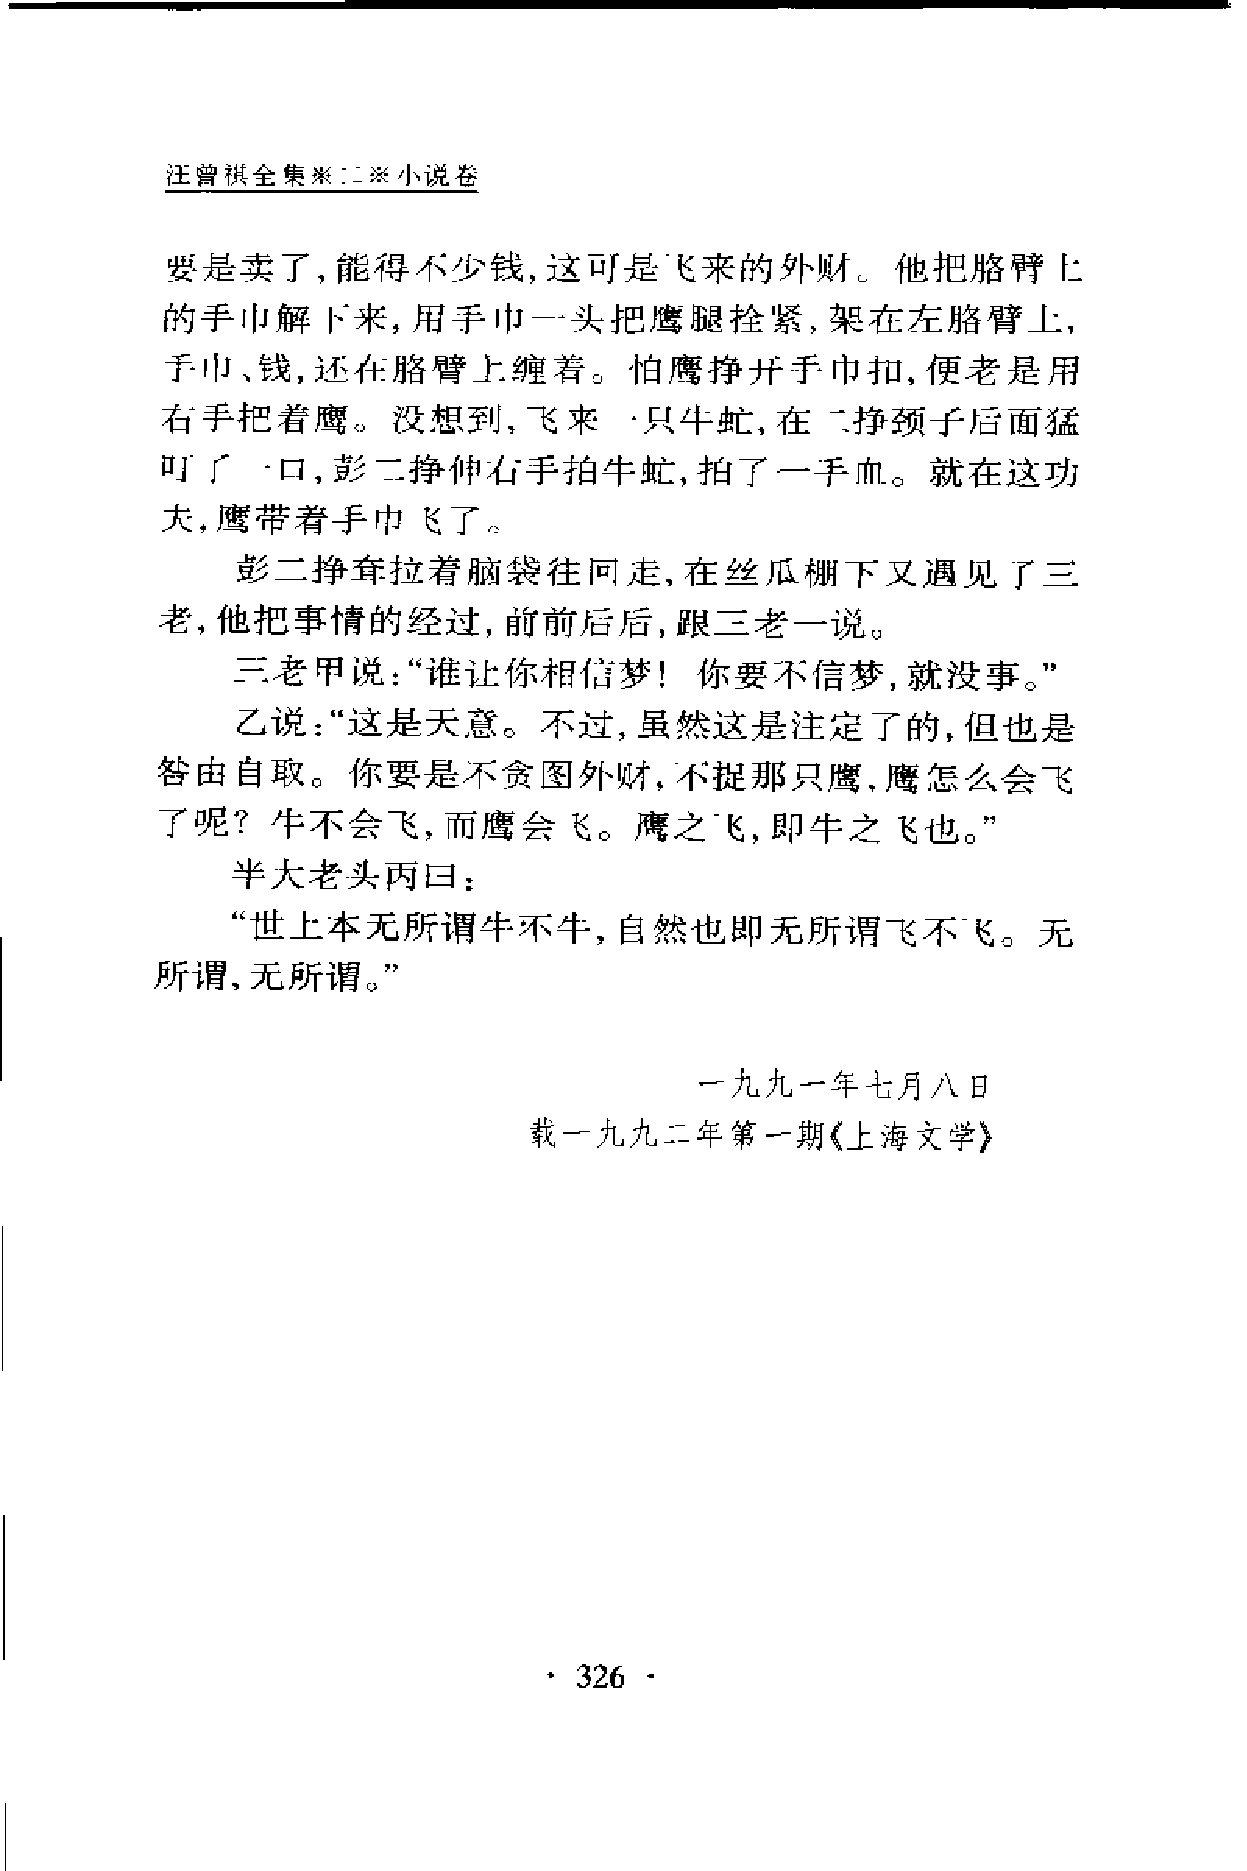 汪曾祺全集※二※小说卷
要是卖了,能得不少钱,这可是飞来的外财。他把胳臂上
的手巾解下来,用手巾一头把鹰腿拴紧,架在左胳臂上,
手巾、钱,还在胳臂上缠着。怕鹰挣开手巾扣,便老是用
右手把着鹰。没想到,飞来一只牛虻,在二挣颈子后面猛
叮了一口,彭二挣伸右手拍牛虻,拍了一手血。就在这功
夫,鹰带着手巾飞了。
彭二挣耷拉着脑袋往回走,在丝瓜棚下又遇见了三
老,他把事情的经过,前前后后,跟三老一说。
三老甲说:“谁让你相信梦! 你要不信梦,就没事。”
乙说:“这是天意。不过,虽然这是注定了的,但也是
咎由自取。你要是不贪图外财,不捉那只鹰,鹰怎么会飞
了呢? 牛不会飞,而鹰会飞。鹰之飞,即牛之飞也。”
半大老头丙曰:
“世上本无所谓牛不牛,自然也即无所谓飞不飞。无
所谓,无所谓。”
一九九一年七月八日
载一九九二年第一期《上海文学》
· 326 ·